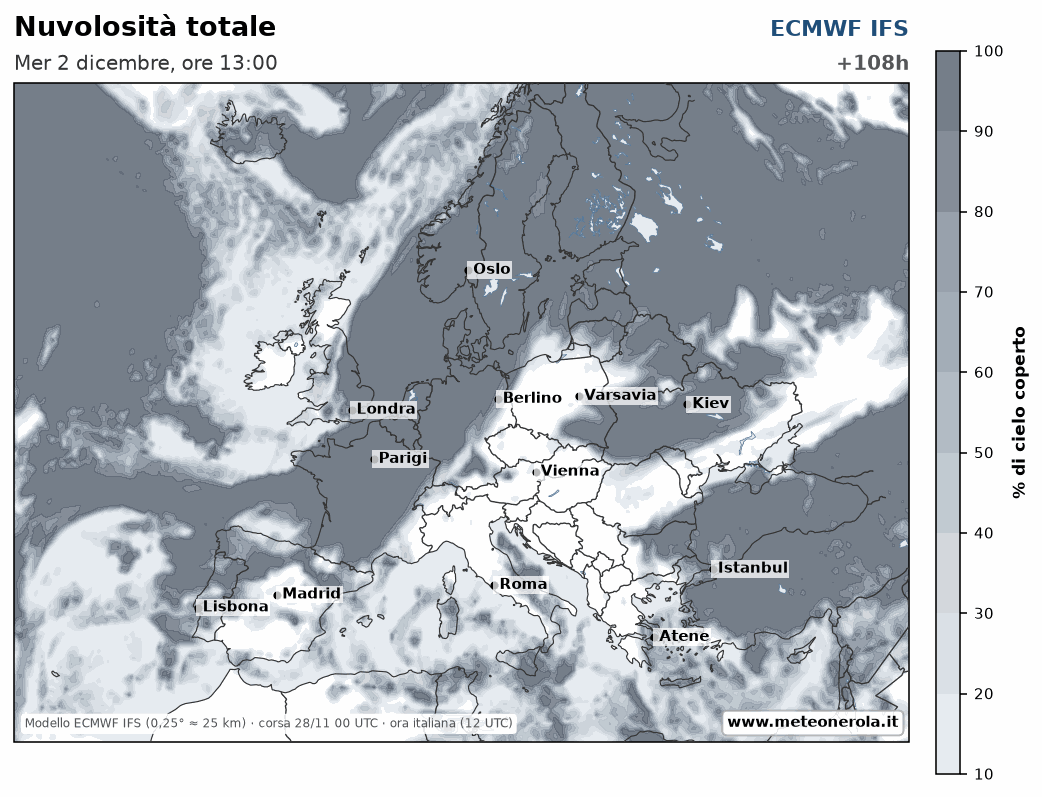 Nuvolosità totale
ECMWF IFS
Mer 2 dicembre, ore 13:00
+108h
100
90
80
70
60
50
40
30
20
10
% di cielo coperto
Oslo
Londra
Berlino
Varsavia
Kiev
Parigi
Vienna
Istanbul
Roma
Madrid
Lisbona
Atene
Modello ECMWF IFS (0,25° ≈ 25 km) · corsa 28/11 00 UTC · ora italiana (12 UTC)
www.meteonerola.it